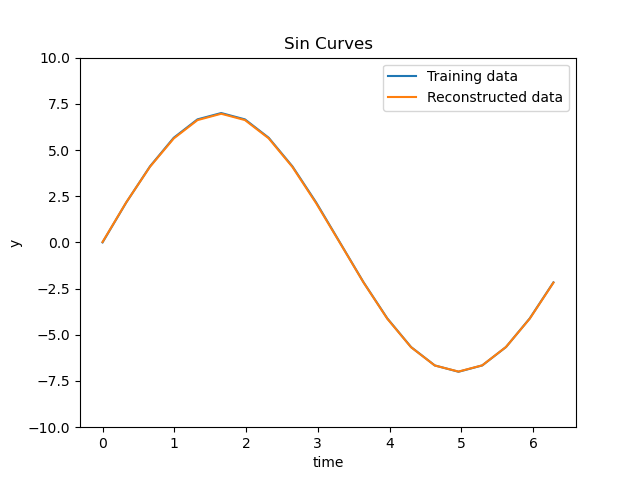 Sin Curves
Training data
Reconstructed data
10.0
7.5
5.0
2.5
0.0
−2.5
−5.0
−7.5
−10.0
y
0 1 2 3 4 5 6
time